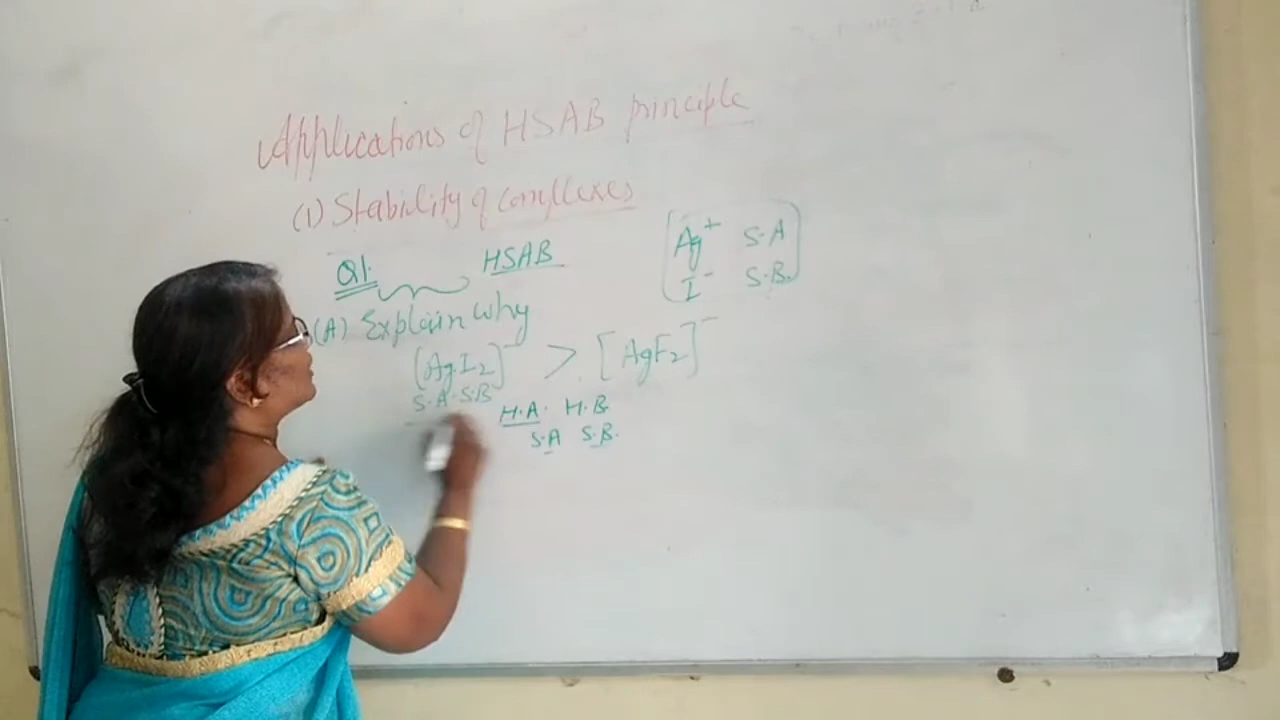 Applications of HSAB principle
(1) Stability of complexes
Q1. HSAB
(A) Explain why
[AgI₂]⁻ > [AgF₂]⁻
S.A. S.B
H.A. H.B
S.A S.B.
Ag⁺ S.A
I⁻ S.B.